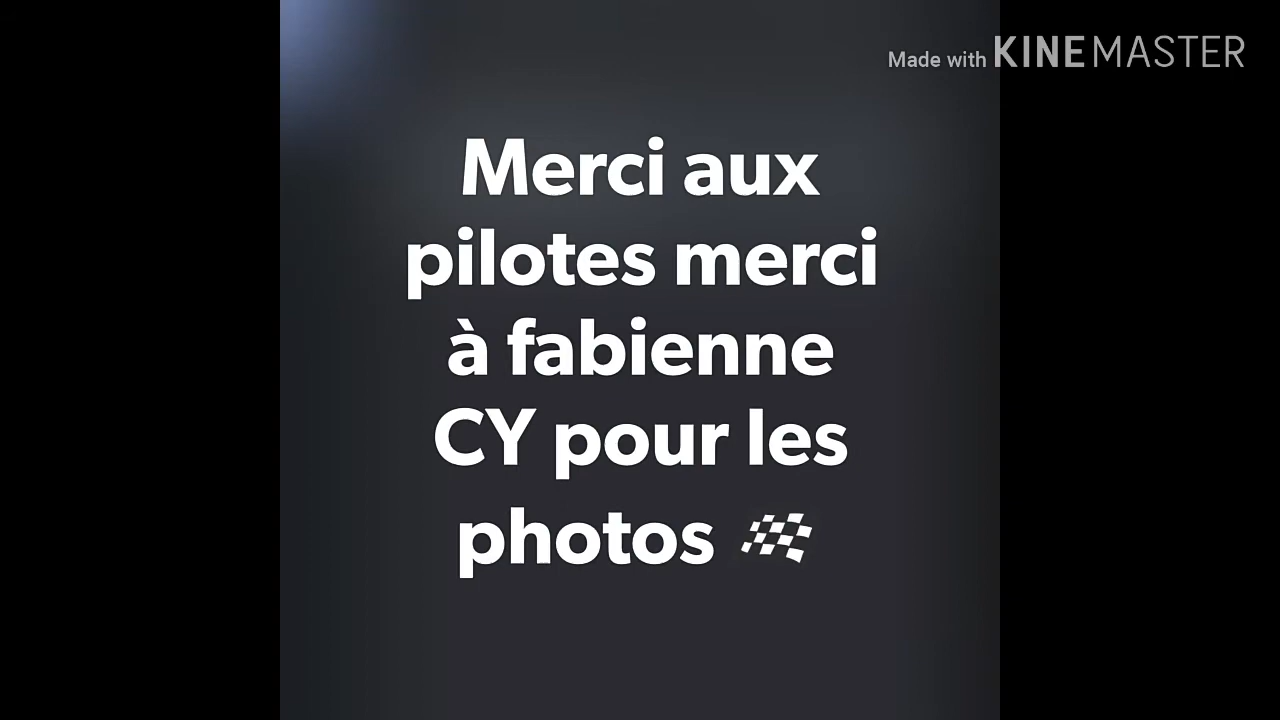 Made with KINEMASTER
Merci aux
pilotes merci
à fabienne
CY pour les
photos 🏁